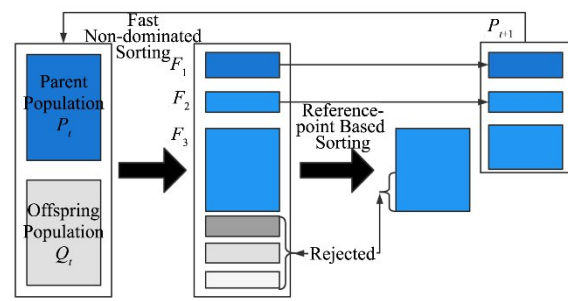 Fast
Non-dominated
Sorting
P t+1
Parent
Population
P t
F 1
F 2
F 3
Reference-
point Based
Sorting
Offspring
Population
Q t
Rejected